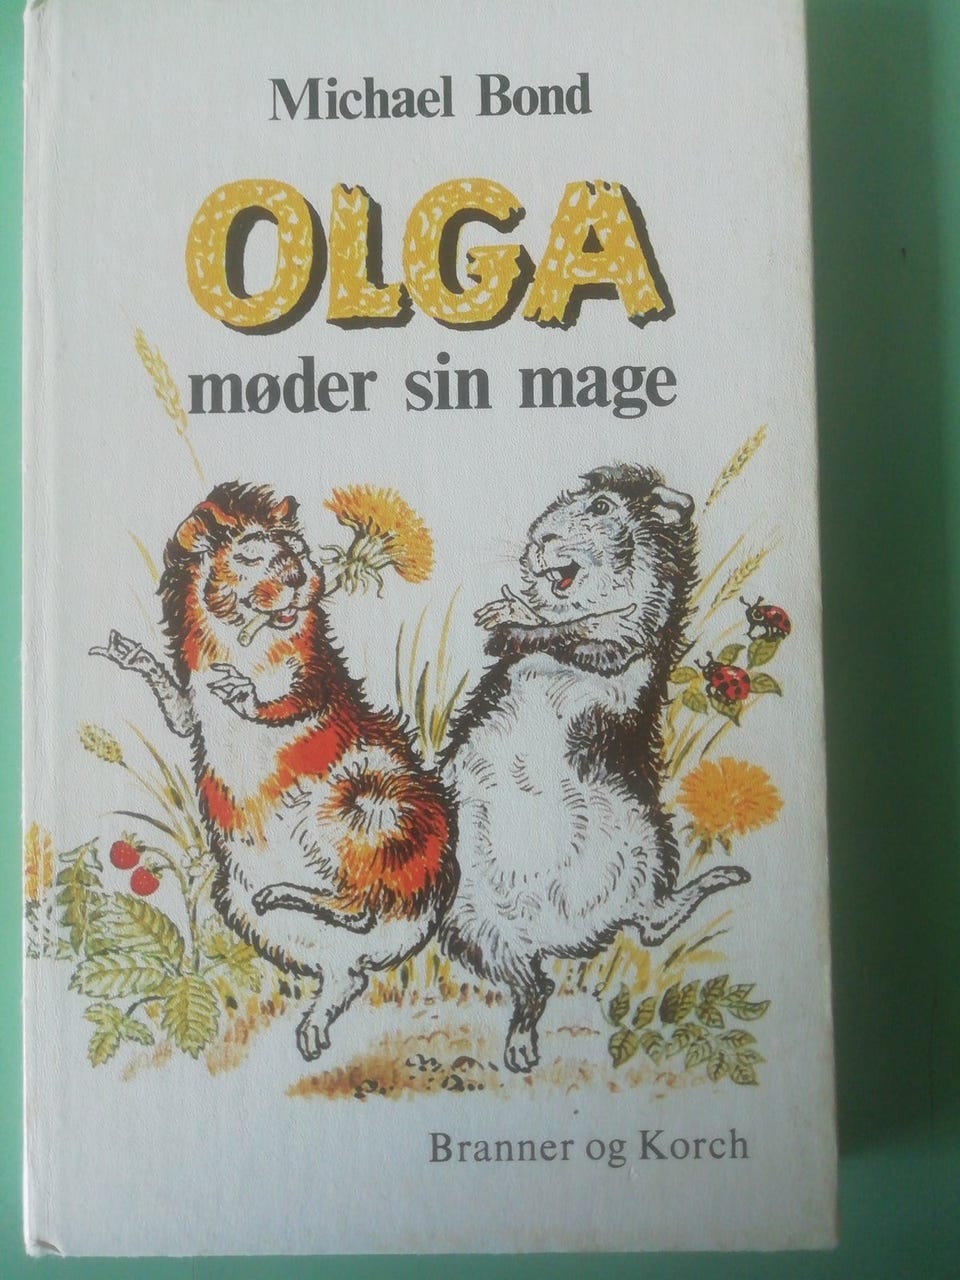 Michael Bond
OLGA
møder sin mage
Branner og Korch